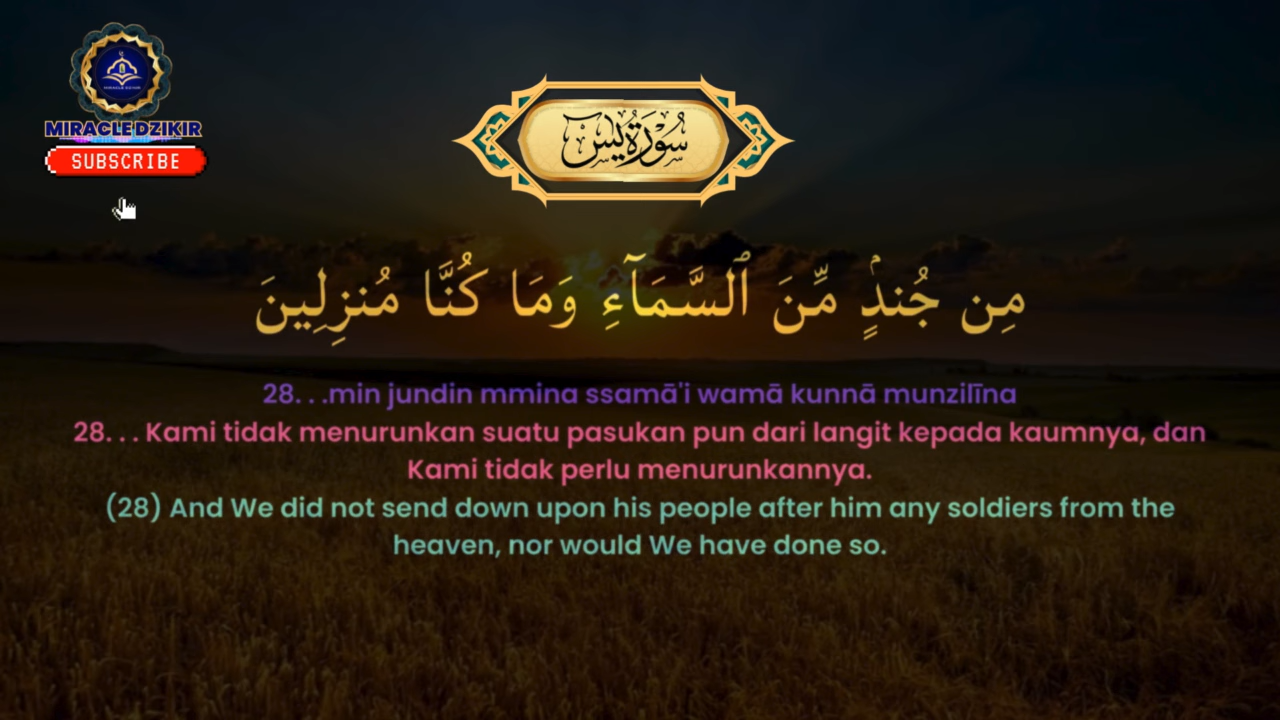 MIRACLE DZIKIR
MIRACLE DZIKIR
SUBSCRIBE
سُورَةُ يسٓ
مِن جُندٍۢ مِّنَ ٱلسَّمَآءِ وَمَا كُنَّا مُنزِلِينَ
28. . .min jundin mmina ssamā'i wamā kunnā munzilīna
28. . . Kami tidak menurunkan suatu pasukan pun dari langit kepada kaumnya, dan
Kami tidak perlu menurunkannya.
(28) And We did not send down upon his people after him any soldiers from the
heaven, nor would We have done so.